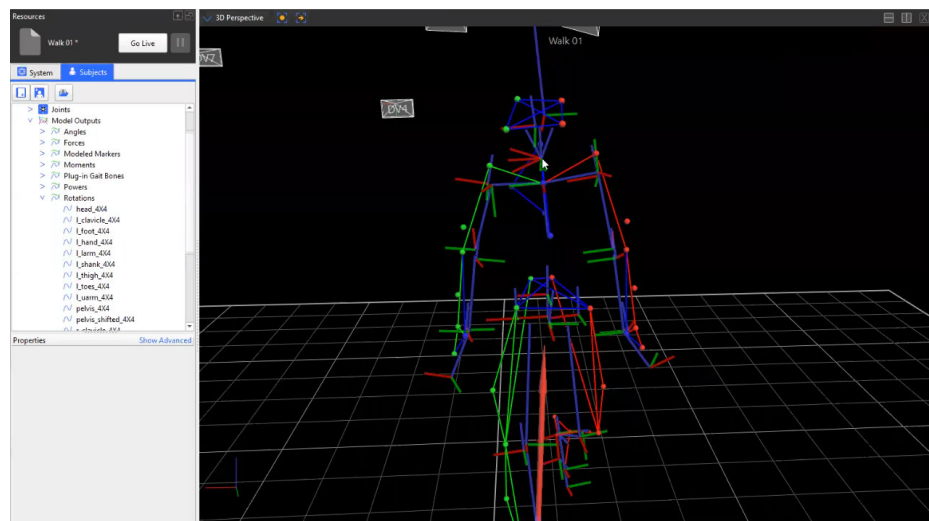 Resources
Walk 01 *
Go Live
System
Subjects
Joints
Model Outputs
Angles
Forces
Modeled Markers
Moments
Plug-in Gait Bones
Powers
Rotations
head_4X4
l_clavicle_4X4
l_foot_4X4
l_hand_4X4
l_larm_4X4
l_shank_4X4
l_thigh_4X4
l_toes_4X4
l_uarm_4X4
pelvis_4X4
pelvis_shifted_4X4
Properties
Show Advanced
3D Perspective
Walk 01
DV4